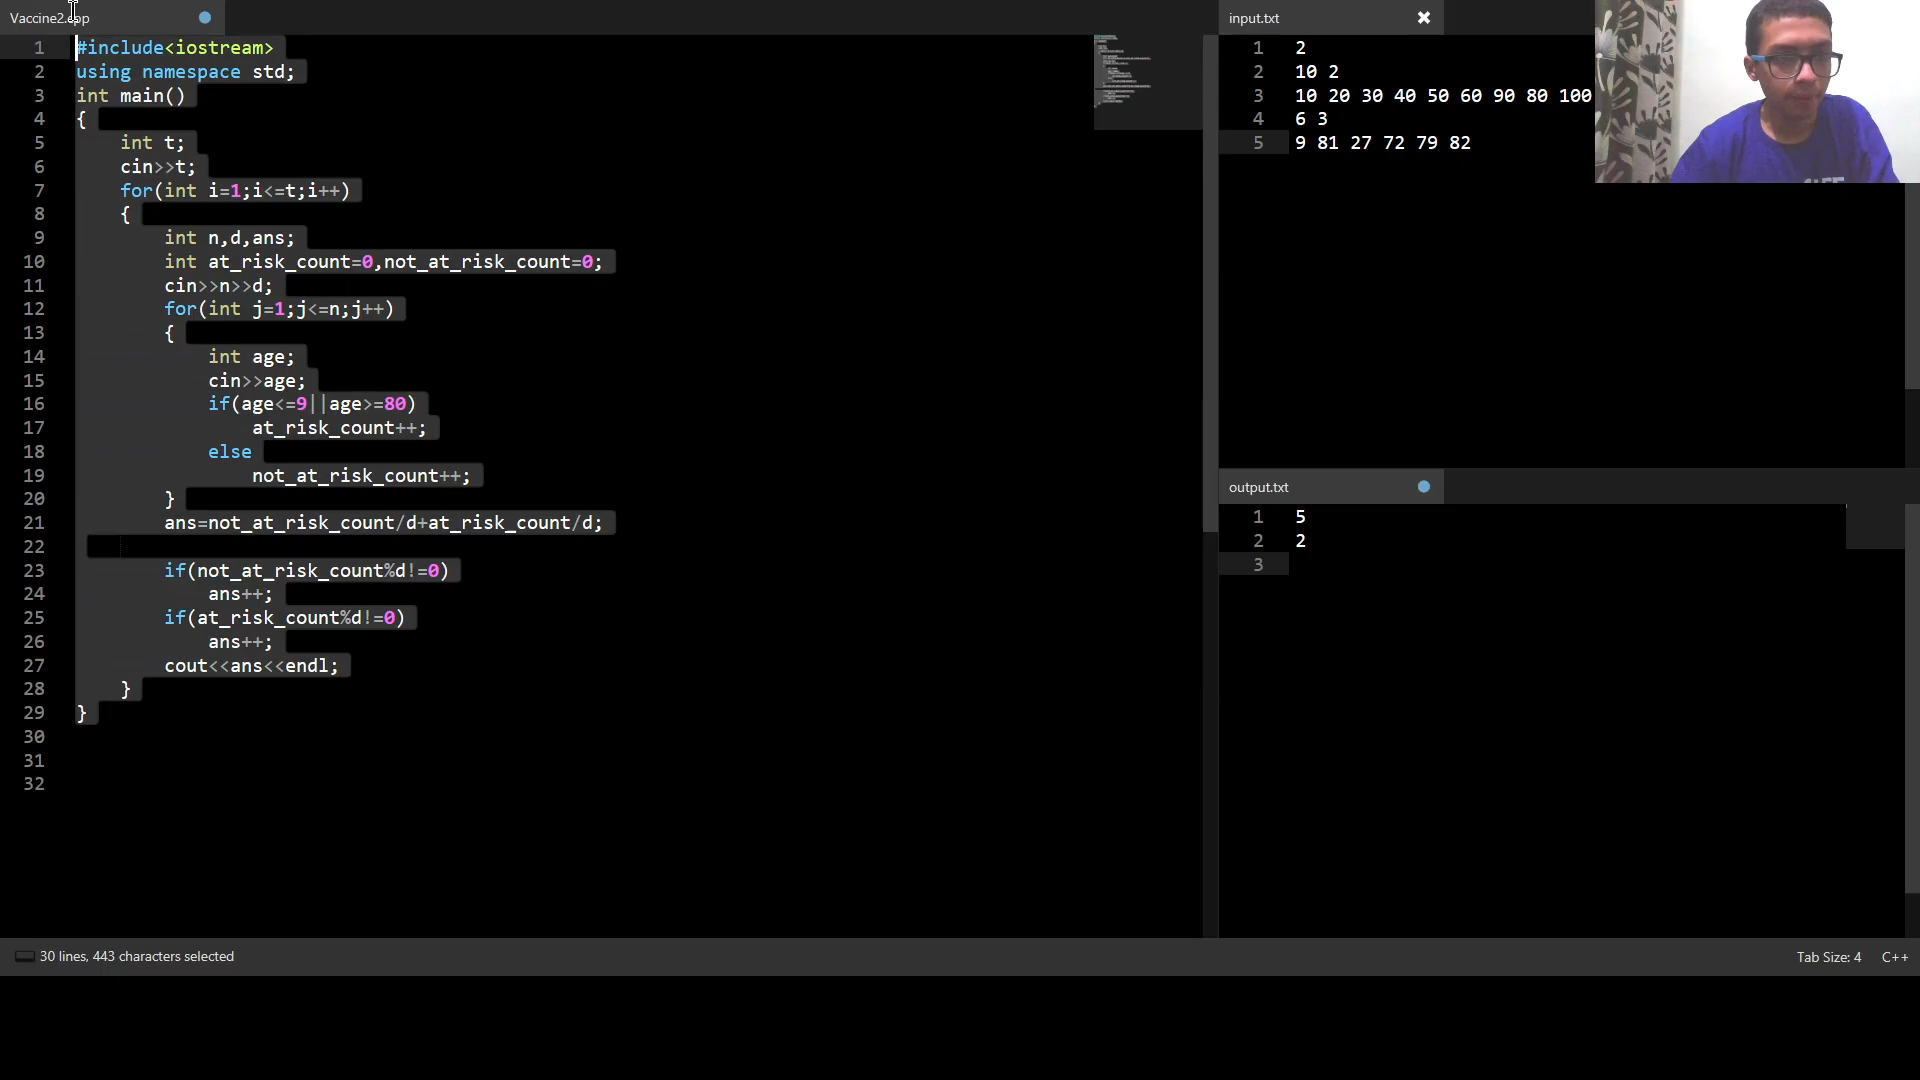 Vaccine2.cpp
1 #include<iostream>
2 using namespace std;
3 int main()
4 {
5 int t;
6 cin>>t;
7 for(int i=1;i<=t;i++)
8 {
9 int n,d,ans;
10 int at_risk_count=0,not_at_risk_count=0;
11 cin>>n>>d;
12 for(int j=1;j<=n;j++)
13 {
14 int age;
15 cin>>age;
16 if(age<=9||age>=80)
17 at_risk_count++;
18 else
19 not_at_risk_count++;
20 }
21 ans=not_at_risk_count/d+at_risk_count/d;
22
23 if(not_at_risk_count%d!=0)
24 ans++;
25 if(at_risk_count%d!=0)
26 ans++;
27 cout<<ans<<endl;
28 }
29 }
30
31
32
input.txt
1 2
2 10 2
3 10 20 30 40 50 60 90 80 100
4 6 3
5 9 81 27 72 79 82
output.txt
1 5
2 2
3
30 lines, 443 characters selected
Tab Size: 4 C++